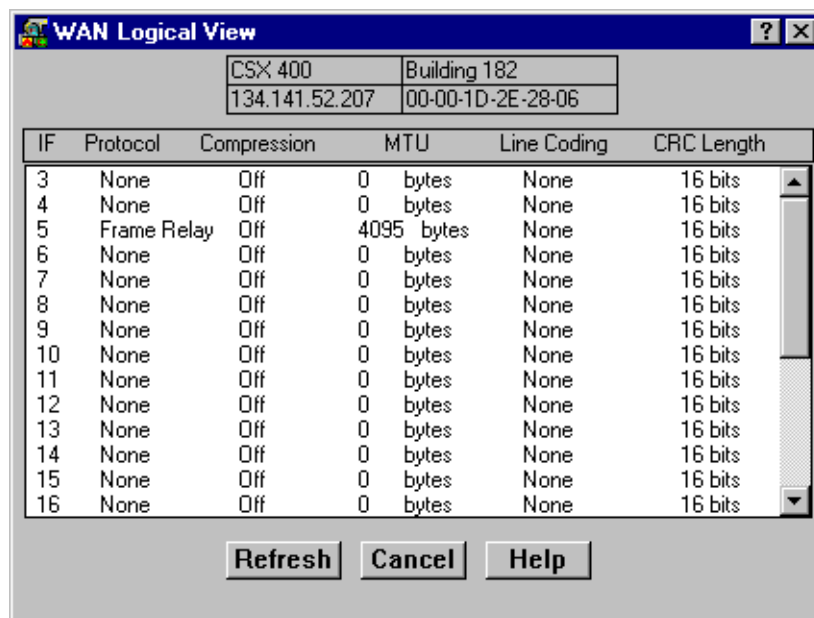 WAN Logical View ? X
CSX 400 Building 182
134.141.52.207 00-00-1D-2E-28-06
IF Protocol Compression MTU Line Coding CRC Length
3 None Off 0 bytes None 16 bits
4 None Off 0 bytes None 16 bits
5 Frame Relay Off 4095 bytes None 16 bits
6 None Off 0 bytes None 16 bits
7 None Off 0 bytes None 16 bits
8 None Off 0 bytes None 16 bits
9 None Off 0 bytes None 16 bits
10 None Off 0 bytes None 16 bits
11 None Off 0 bytes None 16 bits
12 None Off 0 bytes None 16 bits
13 None Off 0 bytes None 16 bits
14 None Off 0 bytes None 16 bits
15 None Off 0 bytes None 16 bits
16 None Off 0 bytes None 16 bits
Refresh Cancel Help